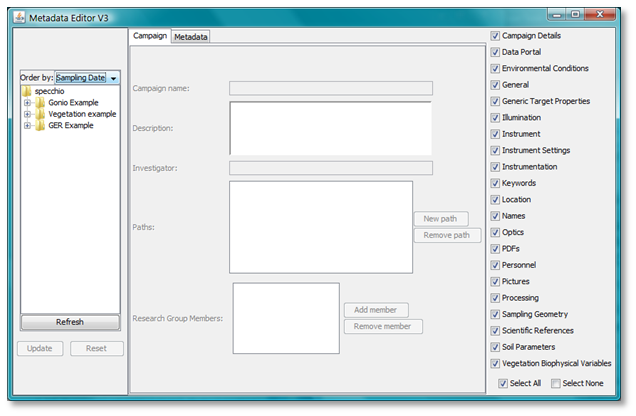 Metadata Editor V3
Order by: Sampling Date
specchio
Gonio Example
Vegetation example
GER Example
Refresh
Update Reset
Campaign Metadata
Campaign name:
Description:
Investigator:
Paths:
New path
Remove path
Research Group Members:
Add member
Remove member
Campaign Details
Data Portal
Environmental Conditions
General
Generic Target Properties
Illumination
Instrument
Instrument Settings
Instrumentation
Keywords
Location
Names
Optics
PDFs
Personnel
Pictures
Processing
Sampling Geometry
Scientific References
Soil Parameters
Vegetation Biophysical Variables
Select All Select None